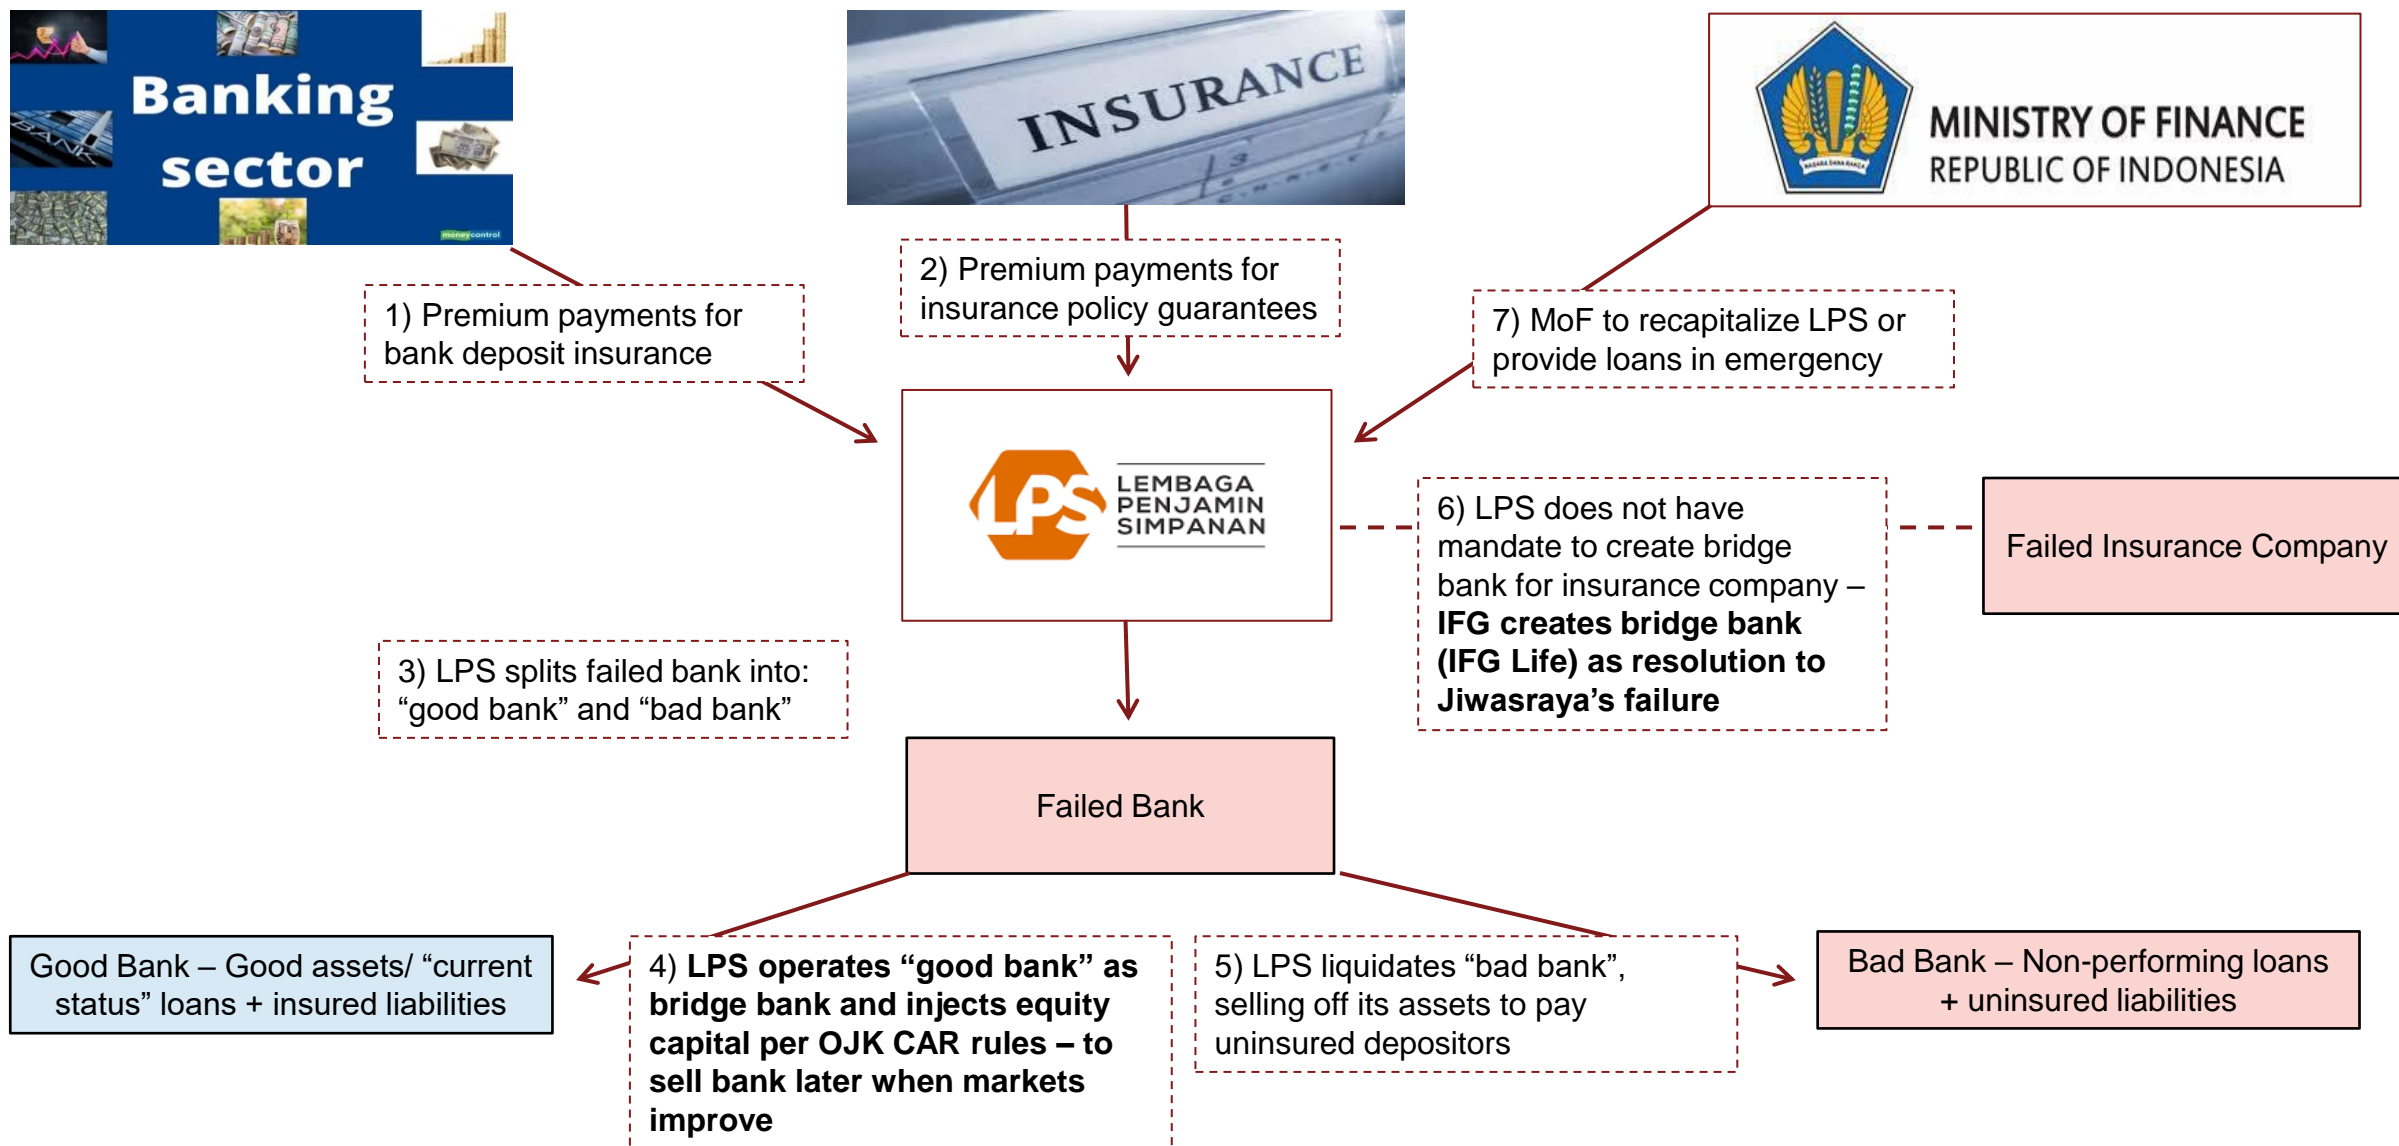 Banking
sector
BANK
moneycontrol
INSURANCE
NAGARA DANA RAKCA
MINISTRY OF FINANCE
REPUBLIC OF INDONESIA
1) Premium payments for
bank deposit insurance
2) Premium payments for
insurance policy guarantees
7) MoF to recapitalize LPS or
provide loans in emergency
LPS
LEMBAGA
PENJAMIN
SIMPANAN
6) LPS does not have
mandate to create bridge
bank for insurance company –
IFG creates bridge bank
(IFG Life) as resolution to
Jiwasraya’s failure
Failed Insurance Company
3) LPS splits failed bank into:
“good bank” and “bad bank”
Failed Bank
Good Bank – Good assets/ “current
status” loans + insured liabilities
4) LPS operates “good bank” as
bridge bank and injects equity
capital per OJK CAR rules – to
sell bank later when markets
improve
5) LPS liquidates “bad bank”,
selling off its assets to pay
uninsured depositors
Bad Bank – Non-performing loans
+ uninsured liabilities